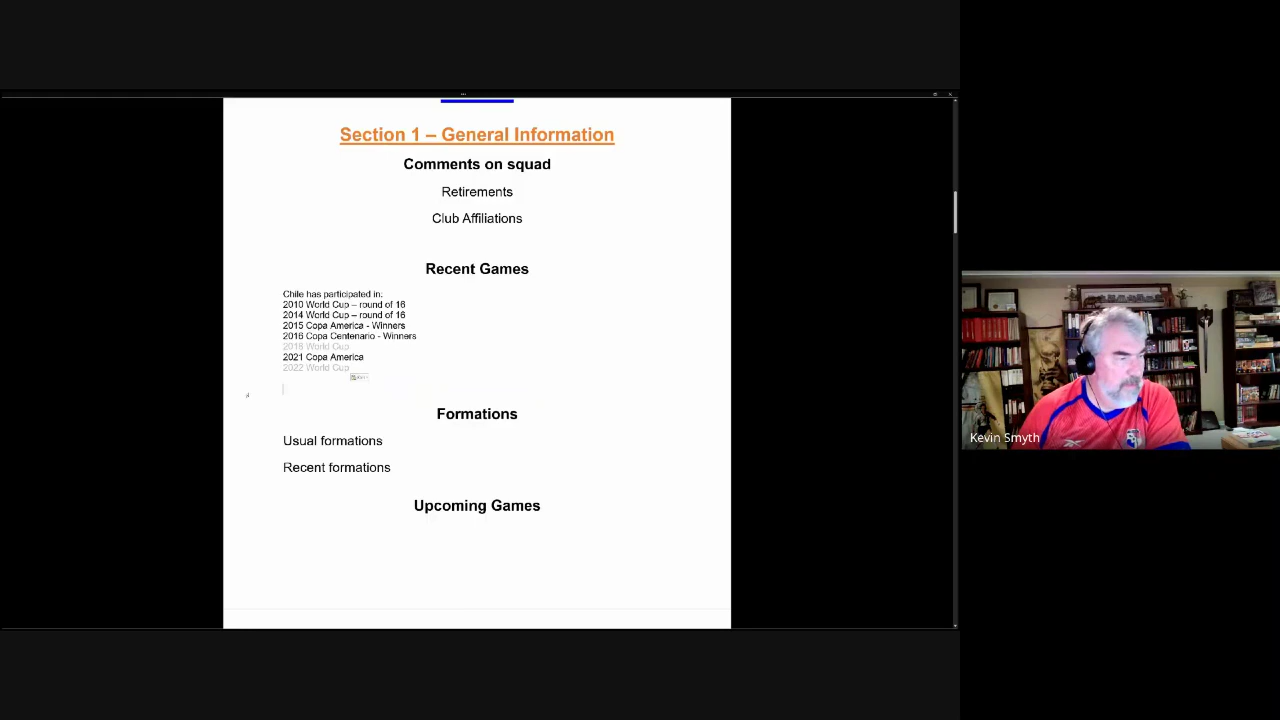 Section 1 – General Information
Comments on squad
Retirements
Club Affiliations
Recent Games
Chile has participated in:
2010 World Cup – round of 16
2014 World Cup – round of 16
2015 Copa America - Winners
2016 Copa Centenario - Winners
2018 World Cup
2021 Copa America
2022 World Cup
Formations
Usual formations
Recent formations
Upcoming Games
Kevin Smyth